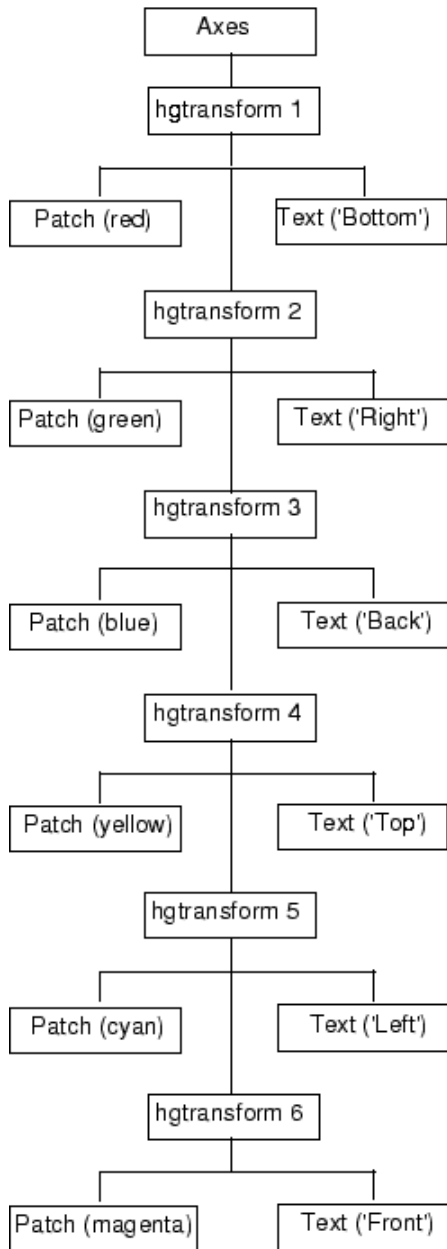 Axes
hgtransform 1
Patch (red)
Text ('Bottom')
hgtransform 2
Patch (green)
Text ('Right')
hgtransform 3
Patch (blue)
Text ('Back')
hgtransform 4
Patch (yellow)
Text ('Top')
hgtransform 5
Patch (cyan)
Text ('Left')
hgtransform 6
Patch (magenta)
Text ('Front')